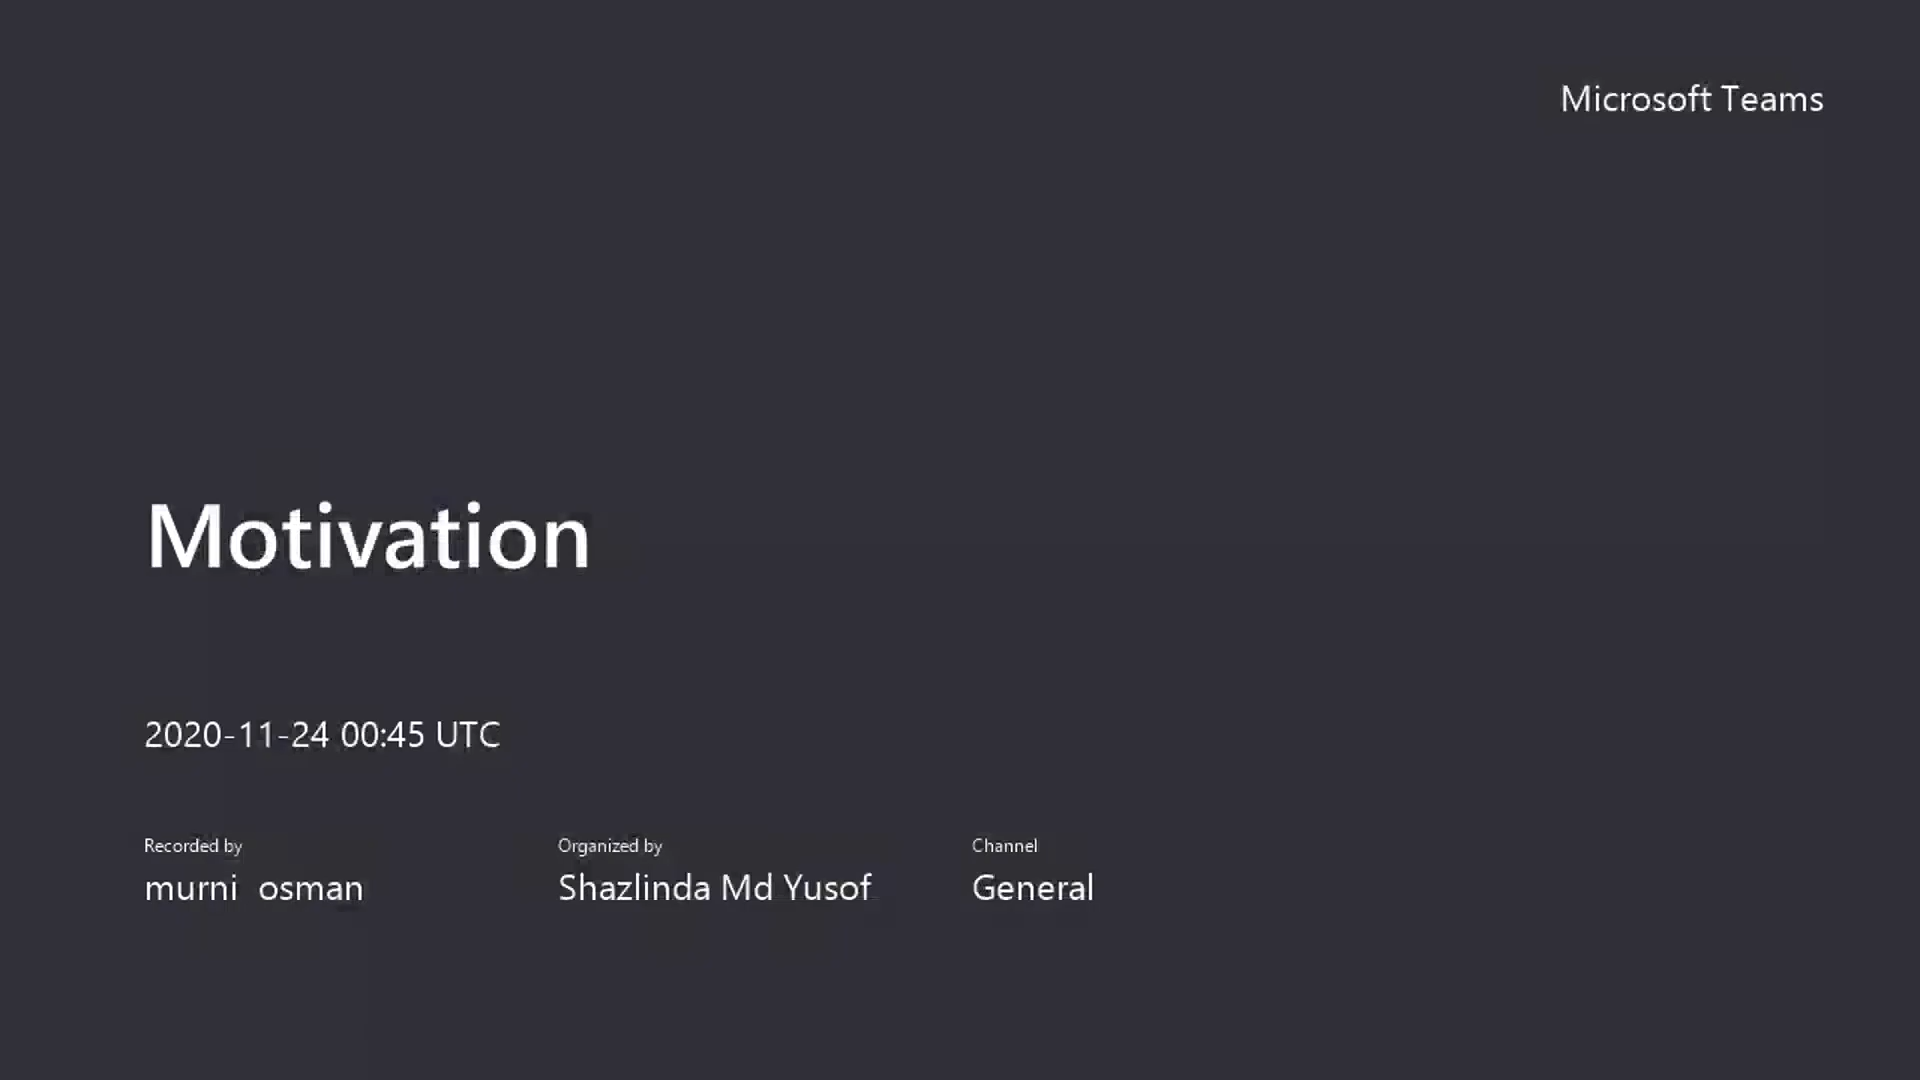 Microsoft Teams
Motivation
2020-11-24 00:45 UTC
Recorded by
murni  osman
Organized by
Shazlinda Md Yusof
Channel
General